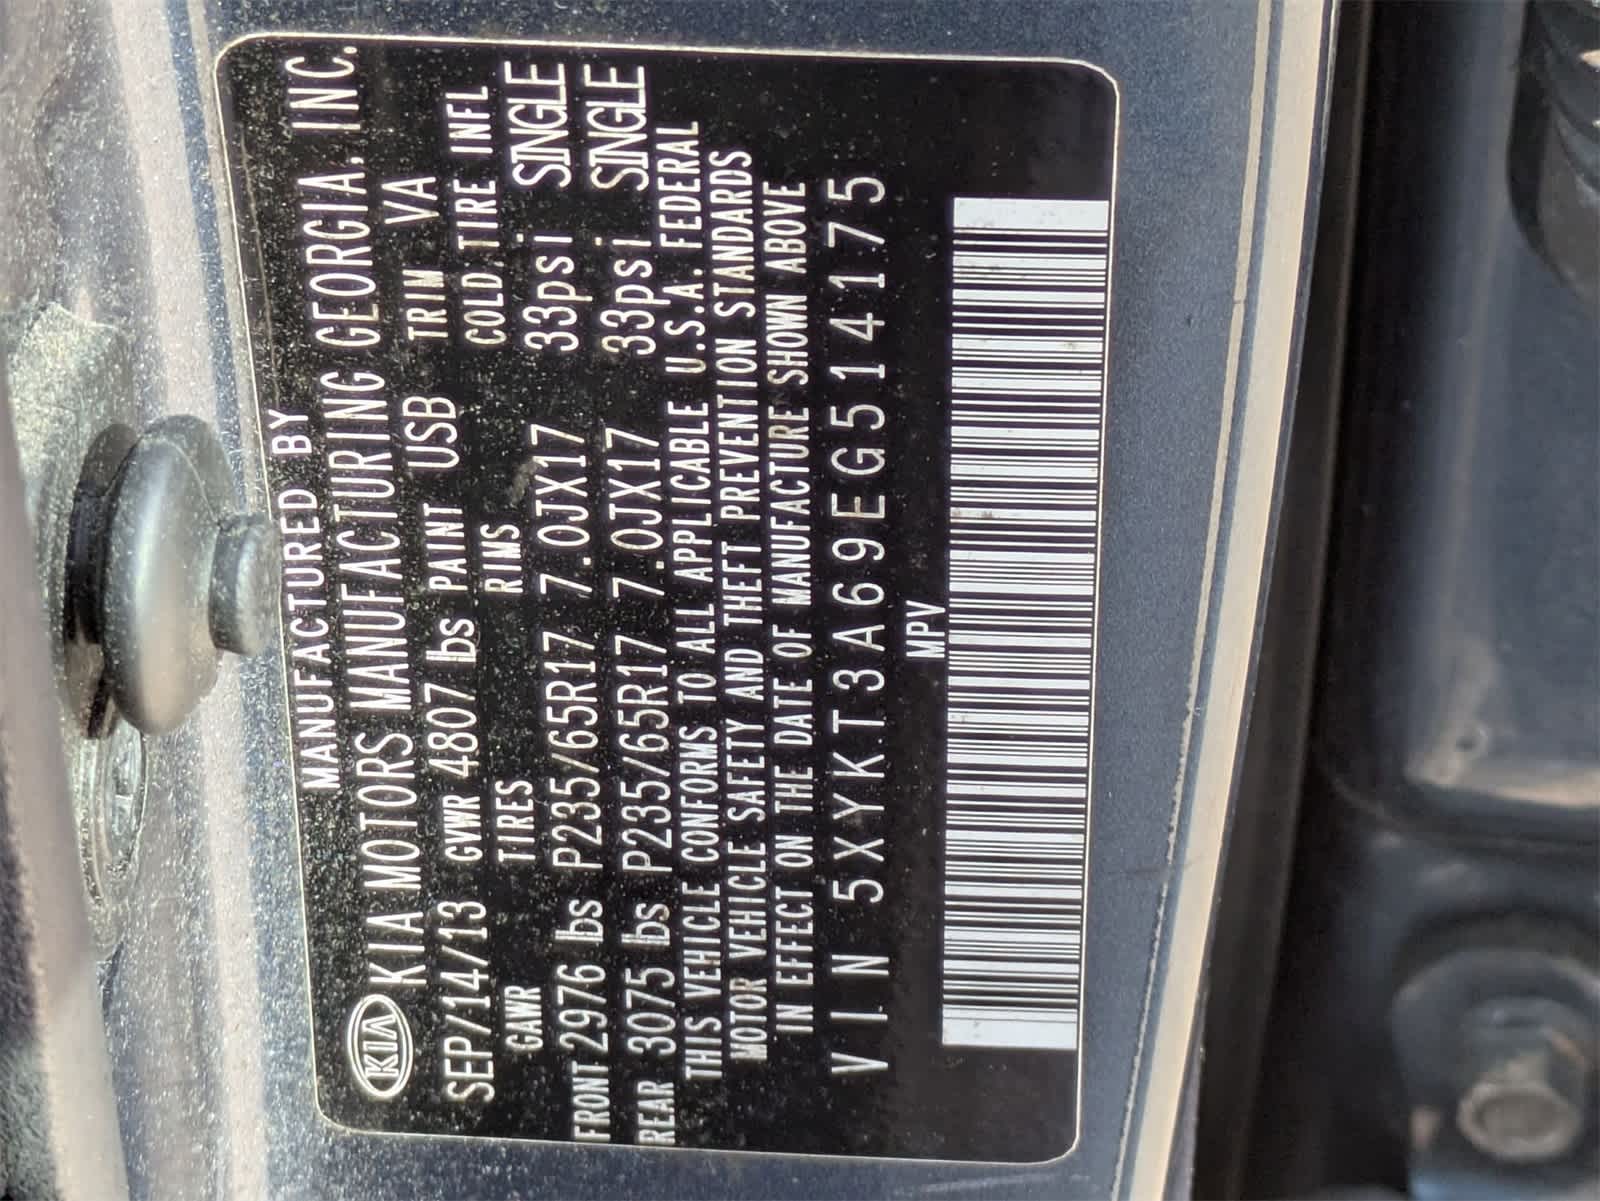 MANUFACTURED BY
KIA KIA MOTORS MANUFACTURING GEORGIA, INC.
SEP/14/13 GVWR 4807 lbs PAINT USB TRIM VA
GAWR TIRES RIMS COLD.TIRE INFL
FRONT 2976 lbs P235/65R17 7.0JX17 33psi SINGLE
REAR 3075 lbs P235/65R17 7.0JX17 33psi SINGLE
THIS VEHICLE CONFORMS TO ALL APPLICABLE U.S.A. FEDERAL
MOTOR VEHICLE SAFETY AND THEFT PREVENTION STANDARDS
IN EFFECT ON THE DATE OF MANUFACTURE SHOWN ABOVE
VIN 5XYKT3A69EG514175
MPV